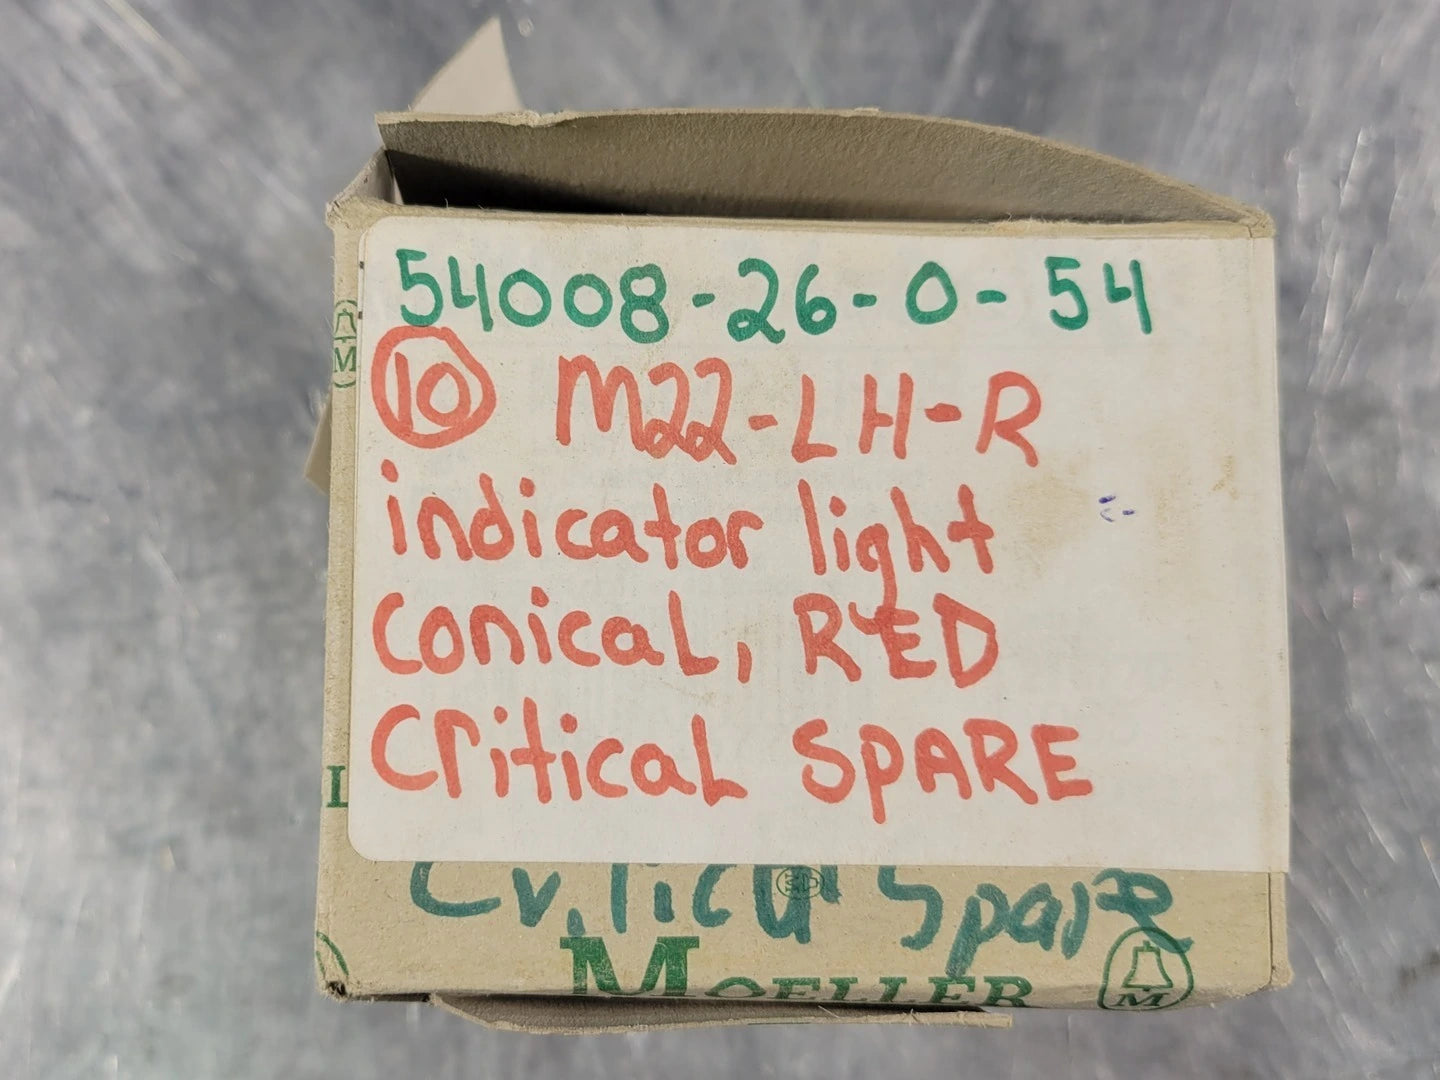 54008-26-0-54
10 M22-LH-R
indicator light
conical, RED
critical SPARE
Critical Spare
MOELLER
M
M